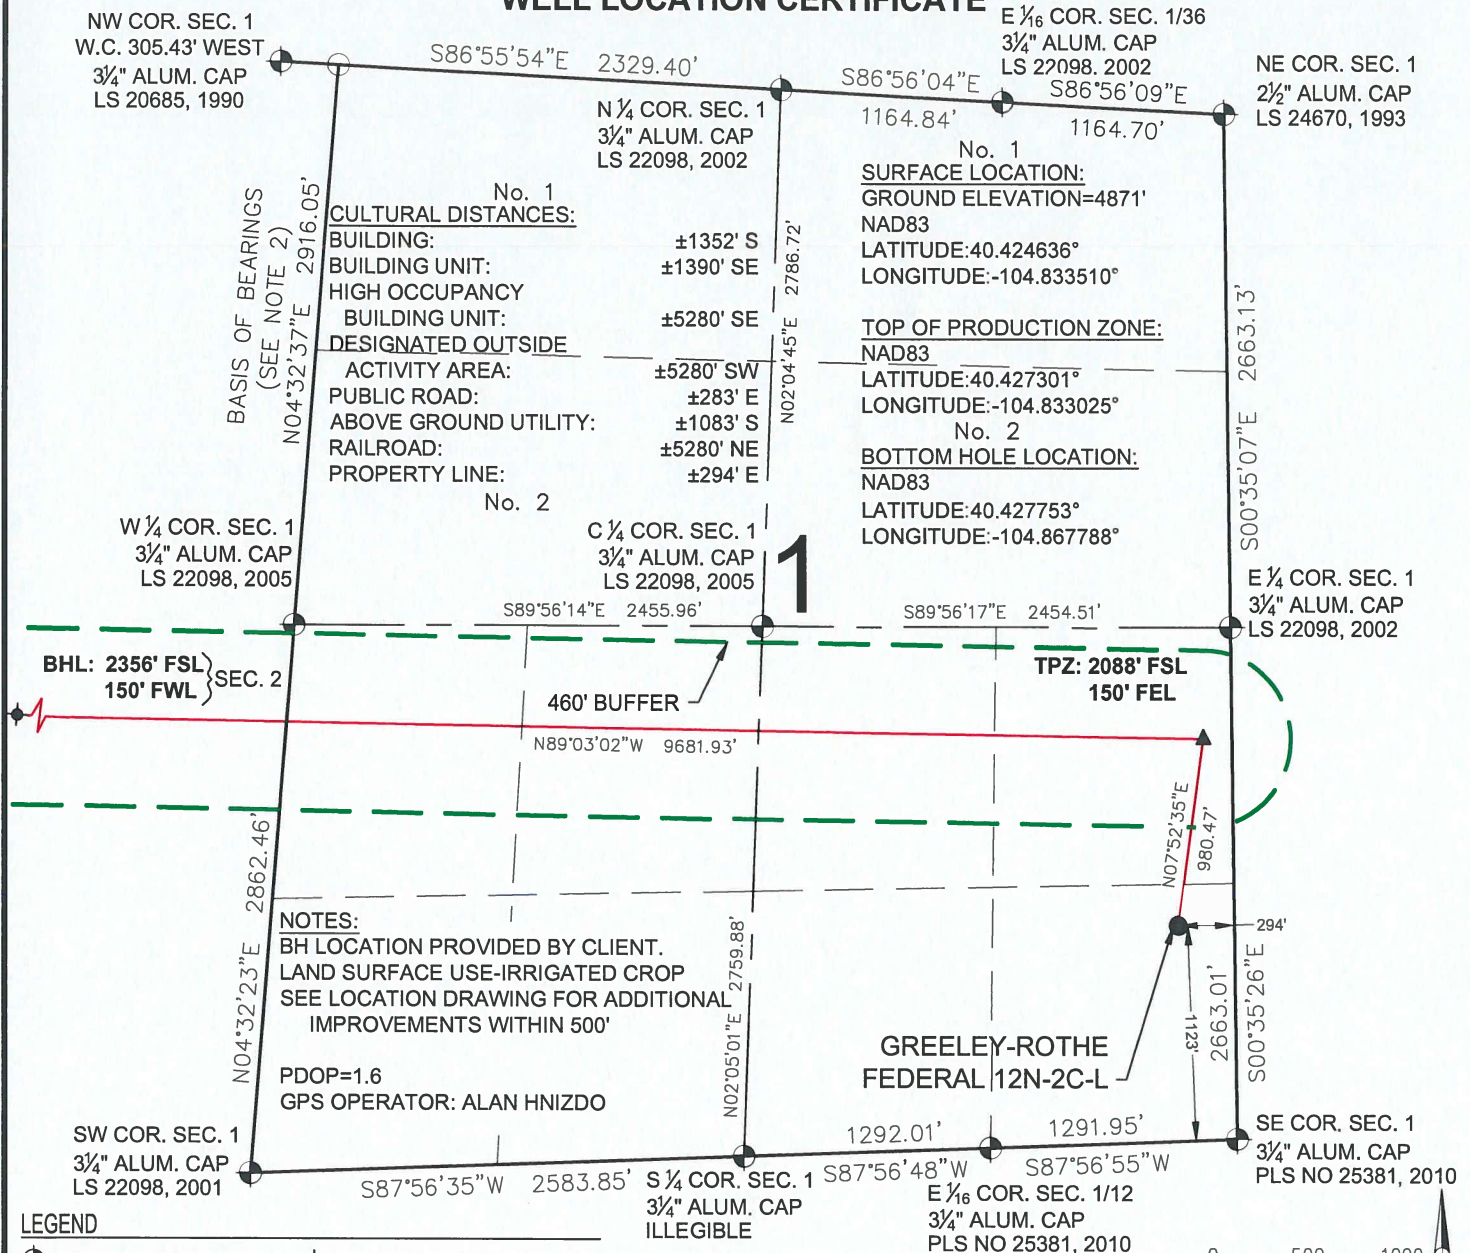 WELL LOCATION CERTIFICATE
NW COR. SEC. 1
W.C. 305.43' WEST
3¼" ALUM. CAP
LS 20685, 1990
S86°55'54"E 2329.40'
N ¼ COR. SEC. 1
3¼" ALUM. CAP
LS 22098, 2002
S86°56'04"E
1164.84'
E 1⁄16 COR. SEC. 1/36
3¼" ALUM. CAP
LS 22098, 2002
S86°56'09"E
1164.70'
NE COR. SEC. 1
2½" ALUM. CAP
LS 24670, 1993
BASIS OF BEARINGS
(SEE NOTE 2)
N04°32'37"E 2916.05'
No. 1
CULTURAL DISTANCES:
BUILDING: ±1352' S
BUILDING UNIT: ±1390' SE
HIGH OCCUPANCY
BUILDING UNIT: ±5280' SE
DESIGNATED OUTSIDE
ACTIVITY AREA: ±5280' SW
PUBLIC ROAD: ±283' E
ABOVE GROUND UTILITY: ±1083' S
RAILROAD: ±5280' NE
PROPERTY LINE: ±294' E
No. 2
N02°04'45"E 2786.72'
No. 1
SURFACE LOCATION:
GROUND ELEVATION=4871'
NAD83
LATITUDE:40.424636°
LONGITUDE:-104.833510°
TOP OF PRODUCTION ZONE:
NAD83
LATITUDE:40.427301°
LONGITUDE:-104.833025°
No. 2
BOTTOM HOLE LOCATION:
NAD83
LATITUDE:40.427753°
LONGITUDE:-104.867788°
S00°35'07"E 2663.13'
W ¼ COR. SEC. 1
3¼" ALUM. CAP
LS 22098, 2005
C ¼ COR. SEC. 1
3¼" ALUM. CAP
LS 22098, 2005
1
E ¼ COR. SEC. 1
3¼" ALUM. CAP
LS 22098, 2002
S89°56'14"E 2455.96'
S89°56'17"E 2454.51'
BHL: 2356' FSL
150' FWL
SEC. 2
460' BUFFER
TPZ: 2088' FSL
150' FEL
N89°03'02"W 9681.93'
N07°52'35"E
980.47'
294'
1123'
N04°32'23"E 2862.46'
NOTES:
BH LOCATION PROVIDED BY CLIENT.
LAND SURFACE USE-IRRIGATED CROP
SEE LOCATION DRAWING FOR ADDITIONAL
IMPROVEMENTS WITHIN 500'
PDOP=1.6
GPS OPERATOR: ALAN HNIZDO
N02°05'01"E 2759.88'
GREELEY-ROTHE
FEDERAL 12N-2C-L
2663.01'
S00°35'26"E
SW COR. SEC. 1
3¼" ALUM. CAP
LS 22098, 2001
S87°56'35"W 2583.85'
S ¼ COR. SEC. 1
3¼" ALUM. CAP
ILLEGIBLE
1292.01'
S87°56'48"W
E 1⁄16 COR. SEC. 1/12
3¼" ALUM. CAP
PLS NO 25381, 2010
1291.95'
S87°56'55"W
SE COR. SEC. 1
3¼" ALUM. CAP
PLS NO 25381, 2010
LEGEND
0 500 1000